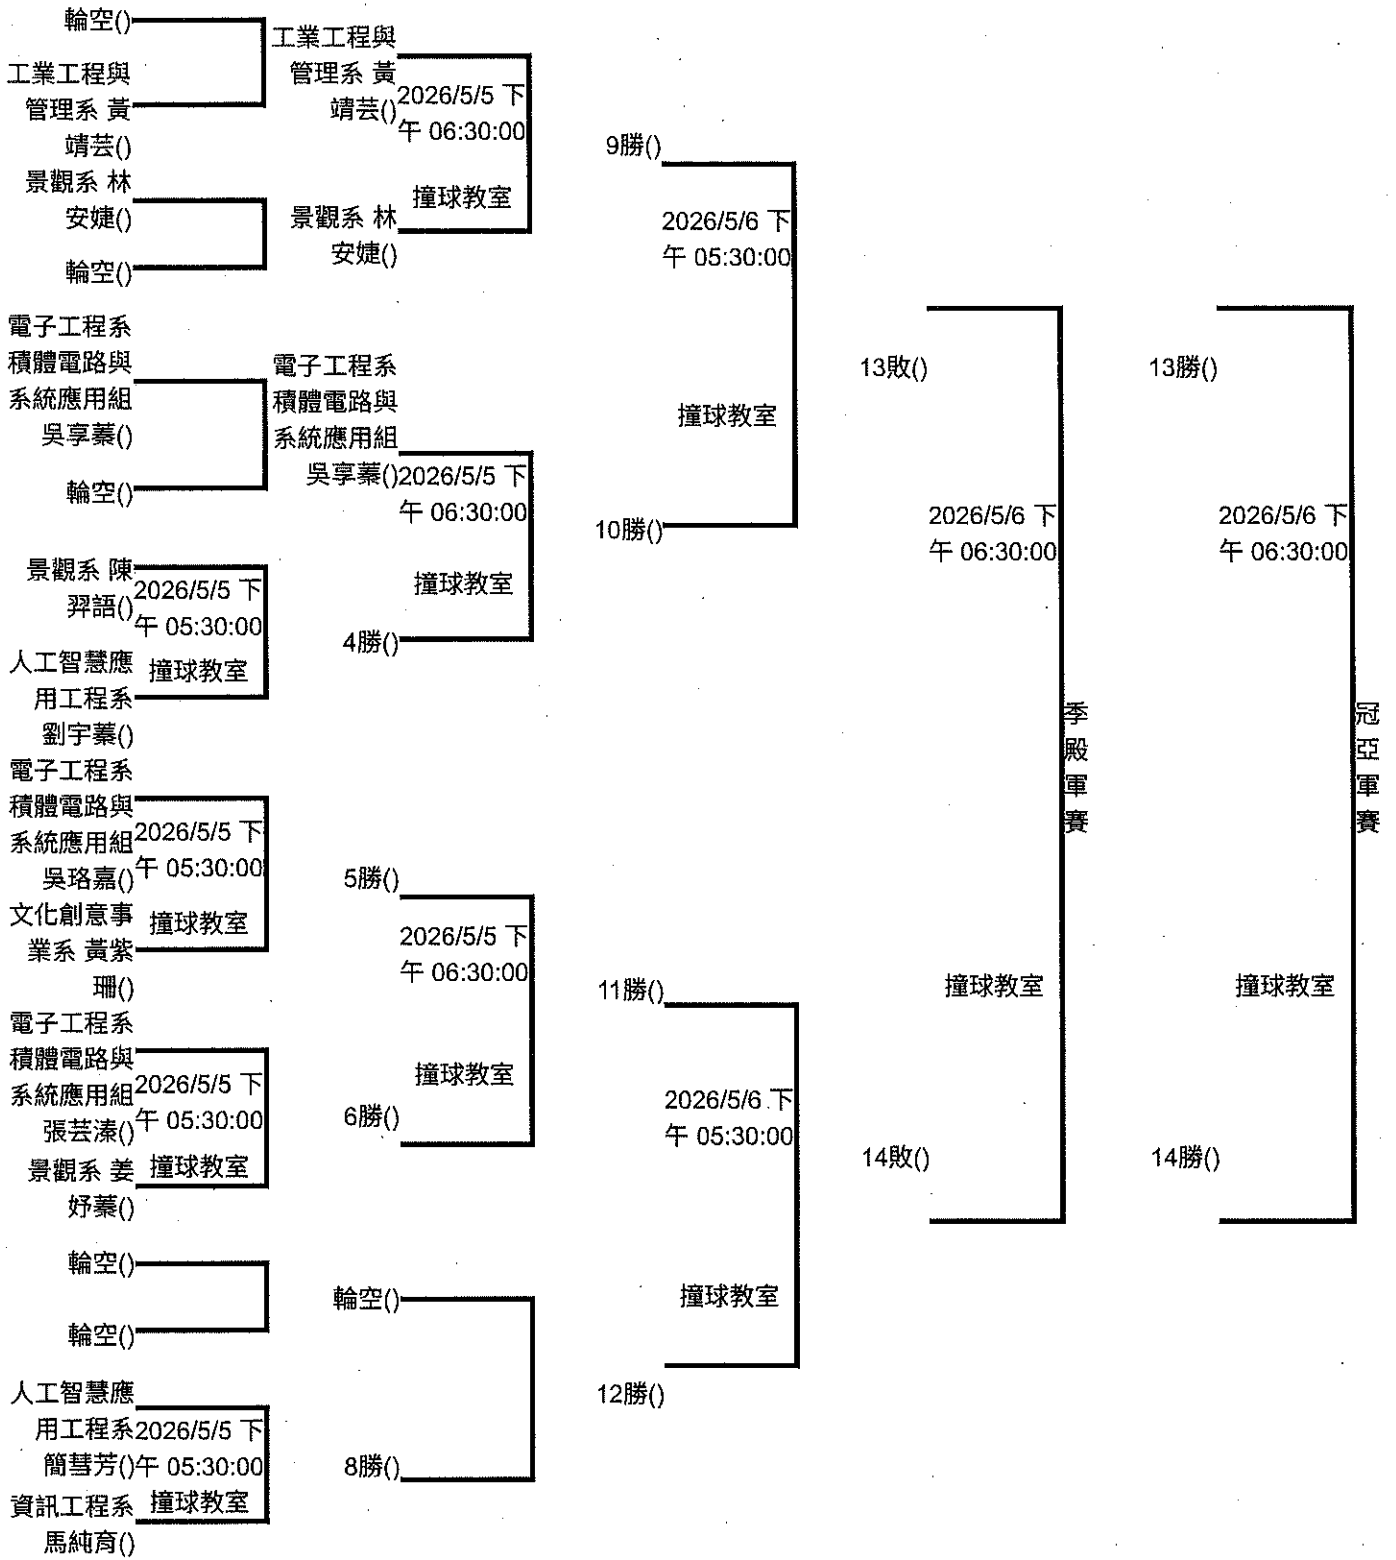 輪空()
工業工程與
管理系 黃
靖芸()
景觀系 林
安婕()
輪空()
電子工程系
積體電路與
系統應用組
吳享蓁()
輪空()
景觀系 陳
羿語()
2026/5/5 下
午 05:30:00
撞球教室
人工智慧應
用工程系
劉宇蓁()
電子工程系
積體電路與
系統應用組
吳珞嘉()
2026/5/5 下
午 05:30:00
撞球教室
文化創意事
業系 黃紫
珊()
電子工程系
積體電路與
系統應用組
張芸溱()
2026/5/5 下
午 05:30:00
撞球教室
景觀系 姜
妤蓁()
輪空()
輪空()
人工智慧應
用工程系
簡彗芳()
2026/5/5 下
午 05:30:00
撞球教室
資訊工程系
馬純育()
工業工程與
管理系 黃
靖芸()
2026/5/5 下
午 06:30:00
撞球教室
景觀系 林
安婕()
電子工程系
積體電路與
系統應用組
吳享蓁()
2026/5/5 下
午 06:30:00
撞球教室
4勝()
5勝()
2026/5/5 下
午 06:30:00
撞球教室
6勝()
輪空()
8勝()
9勝()
2026/5/6 下
午 05:30:00
撞球教室
10勝()
11勝()
2026/5/6 下
午 05:30:00
撞球教室
12勝()
13敗()
2026/5/6 下
午 06:30:00
撞球教室
14敗()
季殿軍賽
13勝()
2026/5/6 下
午 06:30:00
撞球教室
14勝()
冠亞軍賽